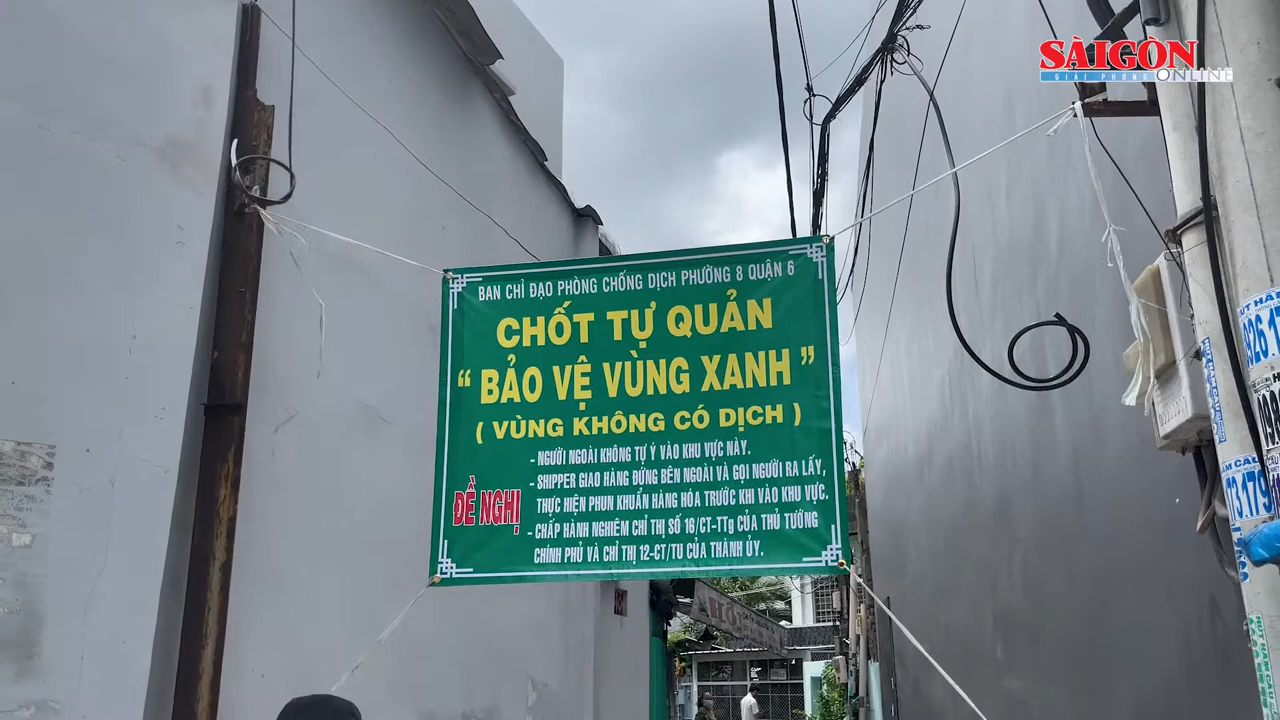 SÀIGÒN
GIẢI PHÓNG ONLINE
BAN CHỈ ĐẠO PHÒNG CHỐNG DỊCH PHƯỜNG 8 QUẬN 6
CHỐT TỰ QUẢN
“ BẢO VỆ VÙNG XANH ”
( VÙNG KHÔNG CÓ DỊCH )
ĐỀ NGHỊ
- NGƯỜI NGOÀI KHÔNG TỰ Ý VÀO KHU VỰC NÀY.
- SHIPPER GIAO HÀNG ĐỨNG BÊN NGOÀI VÀ GỌI NGƯỜI RA LẤY,
THỰC HIỆN PHUN KHUẨN HÀNG HÓA TRƯỚC KHI VÀO KHU VỰC.
- CHẤP HÀNH NGHIÊM CHỈ THỊ SỐ 16/CT-TTg CỦA THỦ TƯỚNG
CHÍNH PHỦ VÀ CHỈ THỊ 12-CT/TU CỦA THÀNH ỦY.